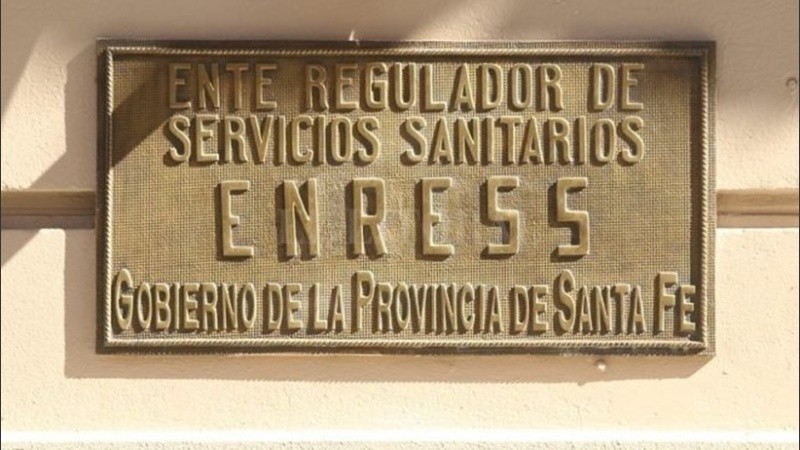 ENTE REGULADOR DE
SERVICIOS SANITARIOS
ENRESS
GOBIERNO DE LA PROVINCIA DE SANTA FE